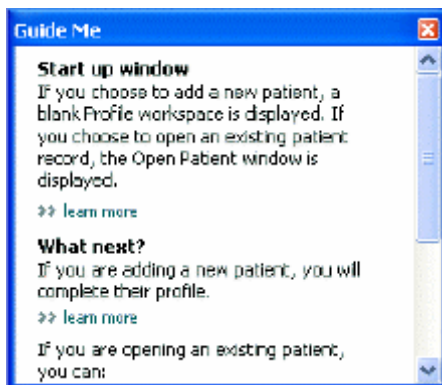 Guide Me
Start up window
If you choose to add a new patient, a
blank Profile workspace is displayed. If
you choose to open an existing patient
record, the Open Patient window is
displayed.
>> learn more
What next?
If you are adding a new patient, you will
complete their profile.
>> learn more
If you are opening an existing patient,
you can: